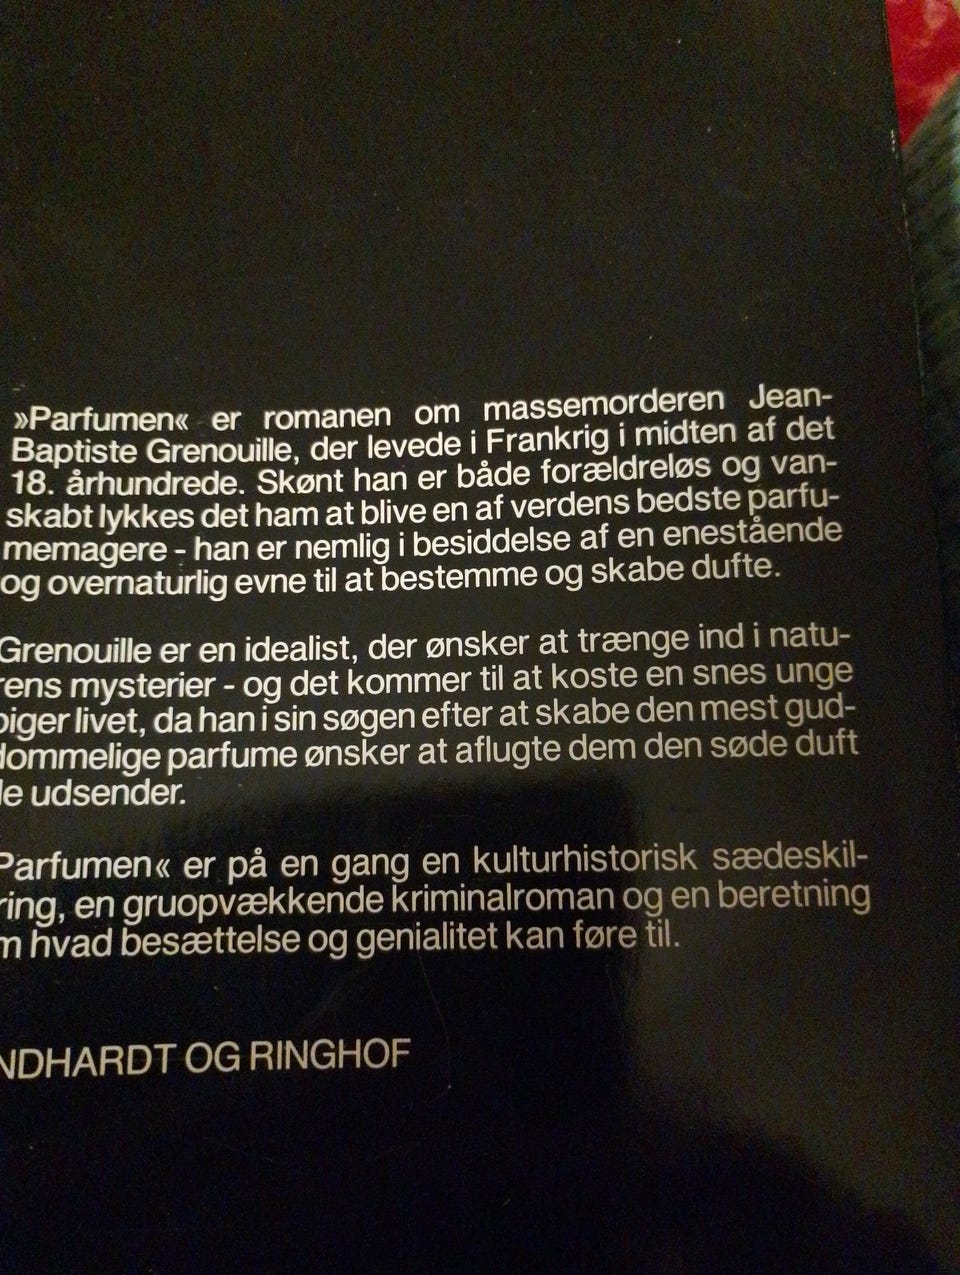 »Parfumen« er romanen om massemorderen Jean-
Baptiste Grenouille, der levede i Frankrig i midten af det
18. århundrede. Skønt han er både forældreløs og van-
skabt lykkes det ham at blive en af verdens bedste parfu-
memagere - han er nemlig i besiddelse af en enestående
og overnaturlig evne til at bestemme og skabe dufte.
Grenouille er en idealist, der ønsker at trænge ind i natu-
rens mysterier - og det kommer til at koste en snes unge
piger livet, da han i sin søgen efter at skabe den mest gud-
dommelige parfume ønsker at aflugte dem den søde duft
de udsender.
Parfumen« er på en gang en kulturhistorisk sædeskil-
ring, en gruopvækkende kriminalroman og en beretning
m hvad besættelse og genialitet kan føre til.
NDHARDT OG RINGHOF